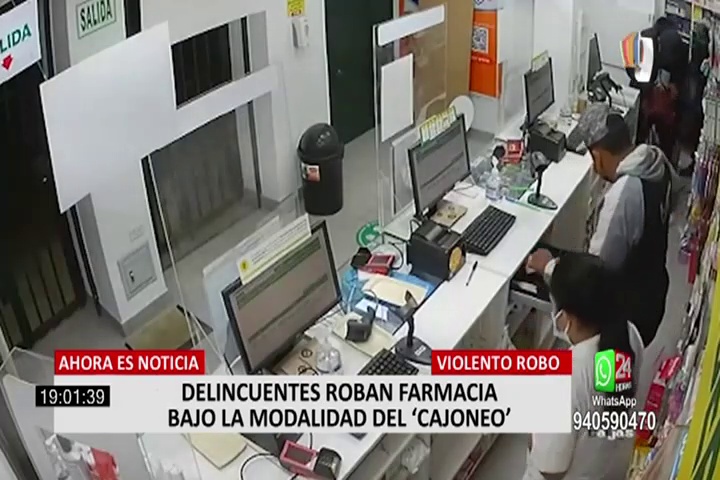 SALIDA
SALIDA
AHORA ES NOTICIA
VIOLENTO ROBO
19:01:39
DELINCUENTES ROBAN FARMACIA
BAJO LA MODALIDAD DEL ‘CAJONEO’
24
HORAS
WhatsApp
940590470